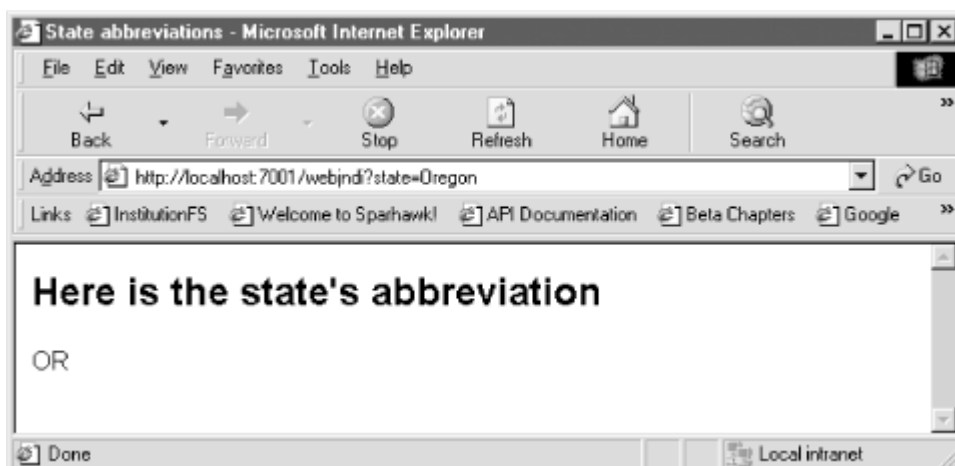 State abbreviations - Microsoft Internet Explorer
File Edit View Favorites Tools Help
Back Forward Stop Refresh Home Search »
Address http://localhost:7001/webjndi?state=Oregon Go
Links InstitutionFS Welcome to Sparhawk! API Documentation Beta Chapters Google »
Here is the state's abbreviation
OR
Done Local intranet